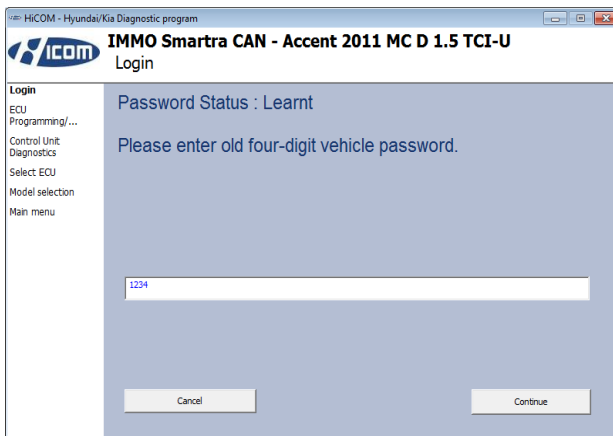 HiCOM - Hyundai/Kia Diagnostic program
HICOM
IMMO Smartra CAN - Accent 2011 MC D 1.5 TCI-U
Login
Login
ECU
Programming/...
Control Unit
Diagnostics
Select ECU
Model selection
Main menu
Password Status : Learnt
Please enter old four-digit vehicle password.
1234
Cancel
Continue